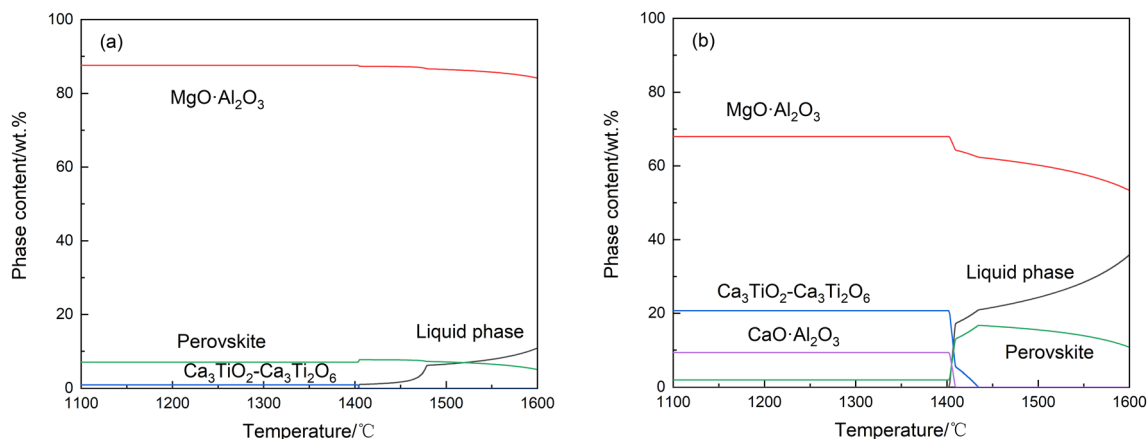 (a)
Phase content/wt.%
100
80
60
40
20
0
MgO·Al₂O₃
Perovskite
Liquid phase
Ca₃TiO₂-Ca₃Ti₂O₆
1100 1200 1300 1400 1500 1600
Temperature/℃
(b)
Phase content/wt.%
100
80
60
40
20
0
MgO·Al₂O₃
Liquid phase
Ca₃TiO₂-Ca₃Ti₂O₆
CaO·Al₂O₃
Perovskite
1100 1200 1300 1400 1500 1600
Temperature/℃